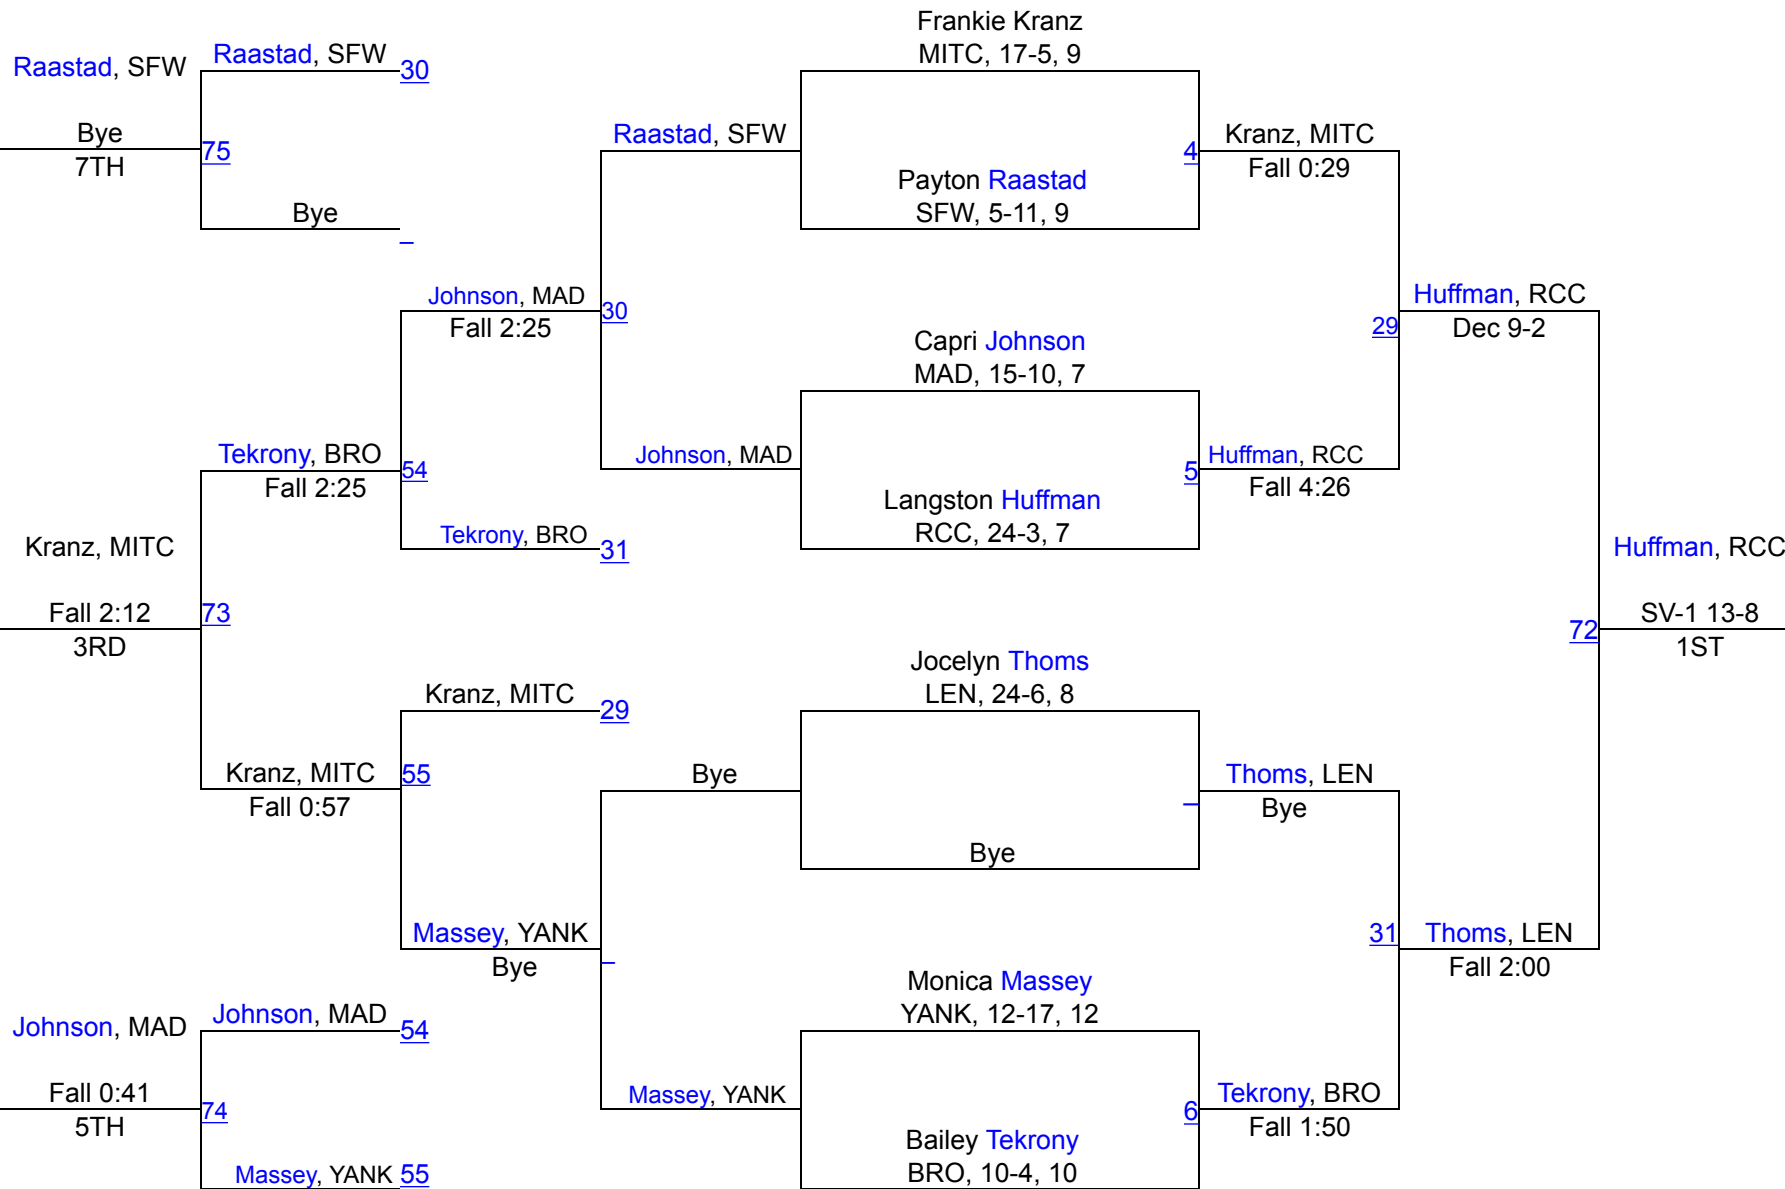 Frankie Kranz
MITC, 17-5, 9
Raastad, SFW
Raastad, SFW
30
Bye
7TH
75
Raastad, SFW
4
Kranz, MITC
Fall 0:29
Payton Raastad
SFW, 5-11, 9
Bye
_
Johnson, MAD
Fall 2:25
30
Huffman, RCC
Dec 9-2
29
Capri Johnson
MAD, 15-10, 7
Tekrony, BRO
Fall 2:25
54
Johnson, MAD
5
Huffman, RCC
Fall 4:26
Langston Huffman
RCC, 24-3, 7
Tekrony, BRO
31
Kranz, MITC
Fall 2:12
3RD
73
Huffman, RCC
SV-1 13-8
1ST
72
Jocelyn Thoms
LEN, 24-6, 8
Kranz, MITC
29
Kranz, MITC
Fall 0:57
55
Bye
_
Thoms, LEN
Bye
Bye
Massey, YANK
Bye
_
31
Thoms, LEN
Fall 2:00
Monica Massey
YANK, 12-17, 12
Johnson, MAD
Johnson, MAD
54
Fall 0:41
5TH
74
Massey, YANK
6
Tekrony, BRO
Fall 1:50
Bailey Tekrony
BRO, 10-4, 10
Massey, YANK
55